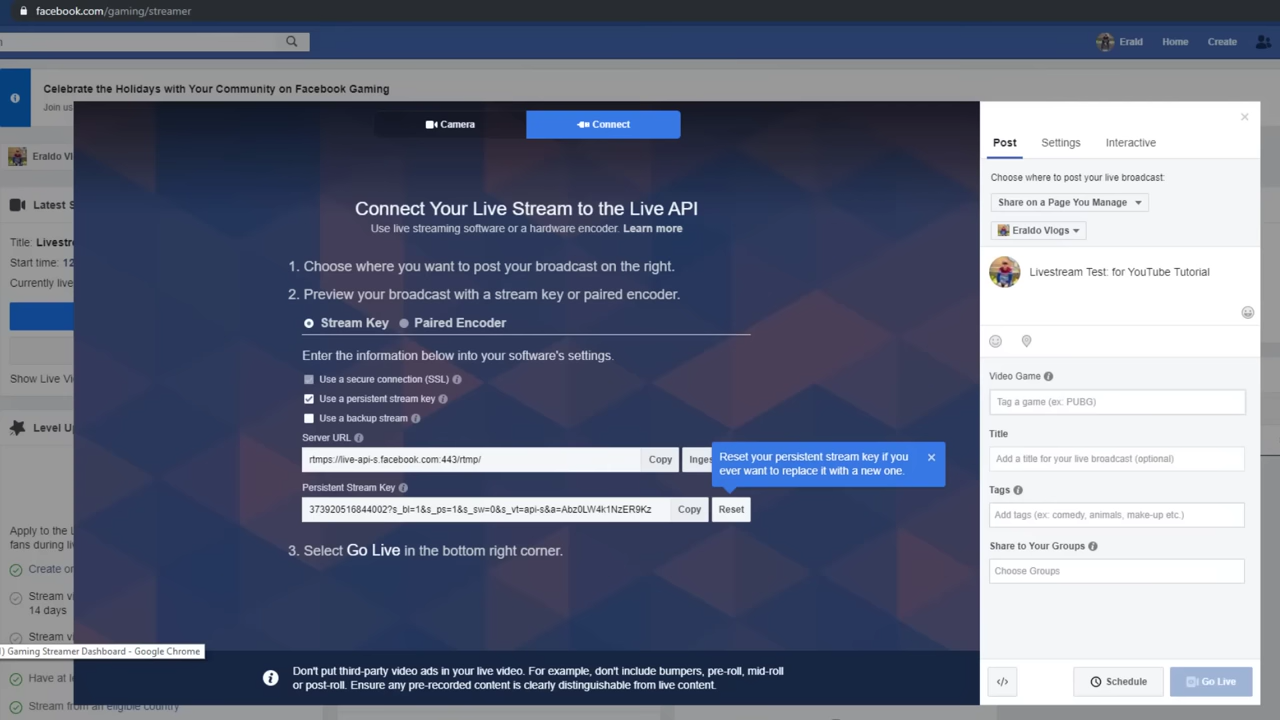 facebook.com/gaming/streamer
Erald
Home
Create
Celebrate the Holidays with Your Community on Facebook Gaming
Join us
Eraldo Vl
Latest S
Title: Livestre
Start time: 12
Currently live
Show Live Vi
Level Up
Apply to the L
fans during li
Create or
Stream v
14 days
Stream v
) Gaming Streamer Dashboard - Google Chrome
Have at le
Stream from an eligible country
Camera
Connect
Connect Your Live Stream to the Live API
Use live streaming software or a hardware encoder. Learn more
1. Choose where you want to post your broadcast on the right.
2. Preview your broadcast with a stream key or paired encoder.
Stream Key
Paired Encoder
Enter the information below into your software's settings.
Use a secure connection (SSL)
Use a persistent stream key
Use a backup stream
Server URL
rtmps://live-api-s.facebook.com:443/rtmp/
Copy
Inges
Reset your persistent stream key if you
ever want to replace it with a new one.
Persistent Stream Key
373920516844002?s_bl=1&s_ps=1&s_sw=0&s_vt=api-s&a=Abz0LW4k1NzER9Kz
Copy
Reset
3. Select Go Live in the bottom right corner.
Don't put third-party video ads in your live video. For example, don't include bumpers, pre-roll, mid-roll
or post-roll. Ensure any pre-recorded content is clearly distinguishable from live content.
Post
Settings
Interactive
Choose where to post your live broadcast:
Share on a Page You Manage
Eraldo Vlogs
Livestream Test: for YouTube Tutorial
Video Game
Tag a game (ex: PUBG)
Title
Add a title for your live broadcast (optional)
Tags
Add tags (ex: comedy, animals, make-up etc.)
Share to Your Groups
Choose Groups
</>
Schedule
Go Live